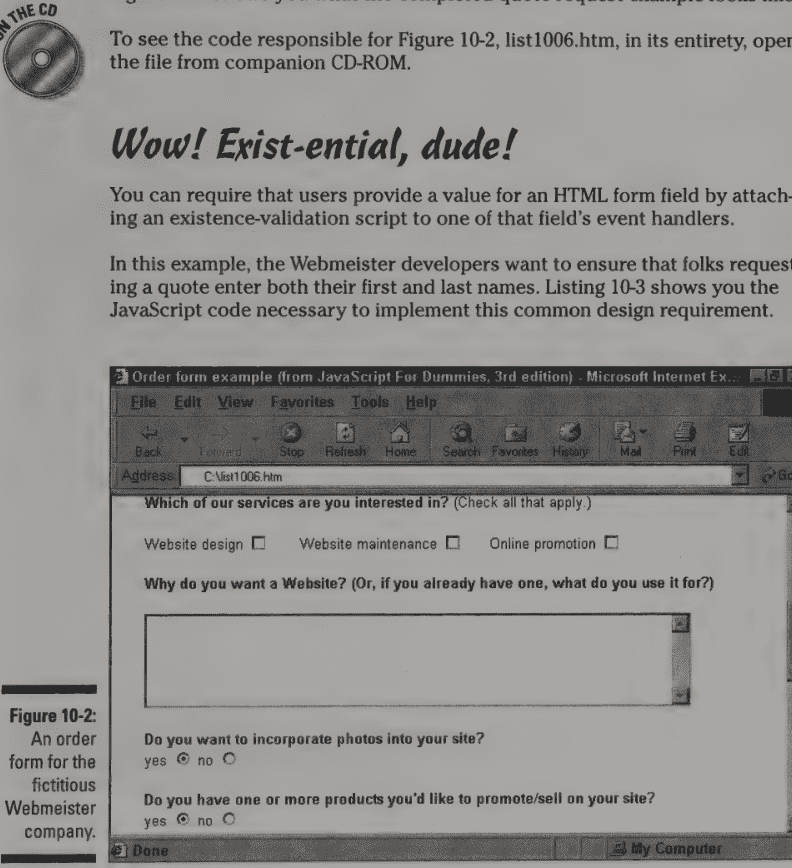 ON THE CD
To see the code responsible for Figure 10-2, list1006.htm, in its entirety, open
the file from companion CD-ROM.
Wow! Exist-ential, dude!
You can require that users provide a value for an HTML form field by attach-
ing an existence-validation script to one of that field's event handlers.
In this example, the Webmeister developers want to ensure that folks request
ing a quote enter both their first and last names. Listing 10-3 shows you the
JavaScript code necessary to implement this common design requirement.
Order form example (from JavaScript For Dummies, 3rd edition) - Microsoft Internet Ex...
File Edit View Favorites Tools Help
Back Forward Stop Refresh Home Search Favorites History Mail Print Edit
Address C:\list1006.htm Go
Which of our services are you interested in? (Check all that apply.)
Website design Website maintenance Online promotion
Why do you want a Website? (Or, if you already have one, what do you use it for?)
Do you want to incorporate photos into your site?
yes no
Do you have one or more products you'd like to promote/sell on your site?
yes no
Done My Computer
Figure 10-2:
An order
form for the
fictitious
Webmeister
company.